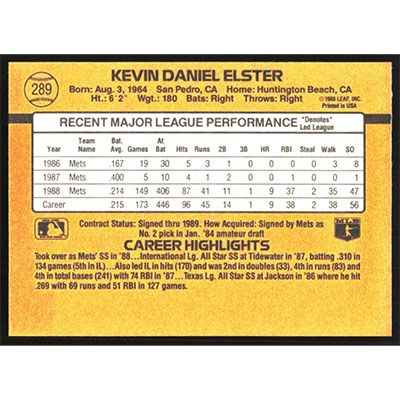 289
KEVIN DANIEL ELSTER
Born: Aug. 3, 1964 San Pedro, CA Home: Huntington Beach, CA
Ht.: 6'2" Wgt.: 180 Bats: Right Throws: Right
©1988 LEAF, INC.
Printed in USA
RECENT MAJOR LEAGUE PERFORMANCE *Denotes* Led League
Year Team Name Bat. Avg. Games At Bat Hits Runs 2B 3B HR RBI Steal Walk SO
1986 Mets .167 19 30 5 3 1 0 0 0 0 3 8
1987 Mets .400 5 10 4 1 2 0 0 1 0 0 1
1988 Mets .214 149 406 87 41 11 1 9 37 2 35 47
Career .215 173 446 96 45 14 1 9 38 2 38 56
Contract Status: Signed thru 1989. How Acquired: Signed by Mets as
No. 2 pick in Jan. '84 amateur draft
CAREER HIGHLIGHTS
Took over as Mets' SS in '88...International Lg. All Star SS at Tidewater in '87, batting .310 in
134 games (5th in IL)...Also led IL in hits (170) and was 2nd in doubles (33), 4th in runs (83) and
4th in total bases (241) with 74 RBI in '87...Texas Lg. All Star SS at Jackson in '86 where he hit
.269 with 69 runs and 51 RBI in 127 games.